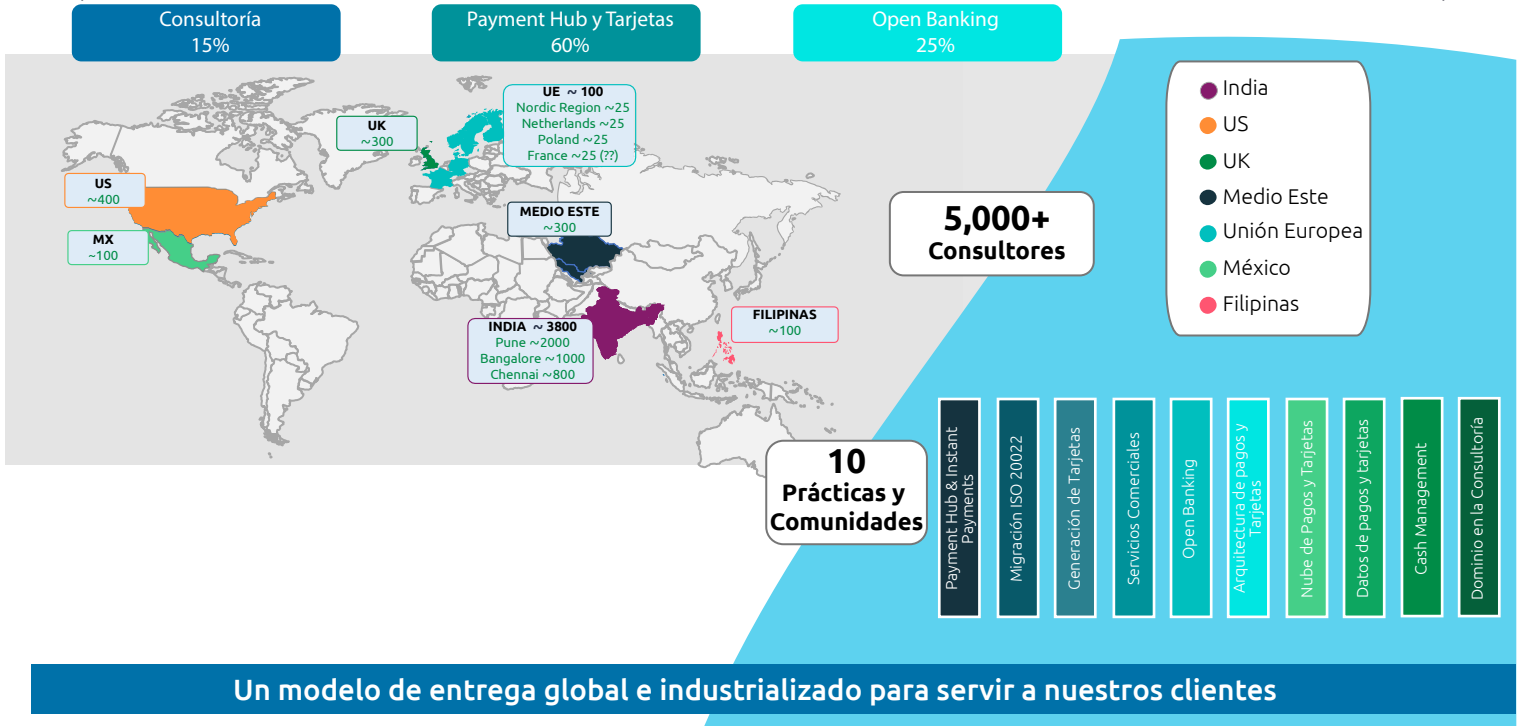 Consultoría
15%
Payment Hub y Tarjetas
60%
Open Banking
25%
UE ~ 100
Nordic Region ~25
Netherlands ~25
Poland ~25
France ~25 (??)
UK
~300
US
~400
MX
~100
MEDIO ESTE
~300
INDIA ~ 3800
Pune ~2000
Bangalore ~1000
Chennai ~800
FILIPINAS
~100
5,000+
Consultores
India
US
UK
Medio Este
Unión Europea
México
Filipinas
10
Prácticas y
Comunidades
Payment Hub & Instant
Payments
Migración ISO 20022
Generación de Tarjetas
Servicios Comerciales
Open Banking
Arquitectura de pagos y
Tarjetas
Nube de Pagos y Tarjetas
Datos de pagos y tarjetas
Cash Management
Dominio en la Consultoría
Un modelo de entrega global e industrializado para servir a nuestros clientes